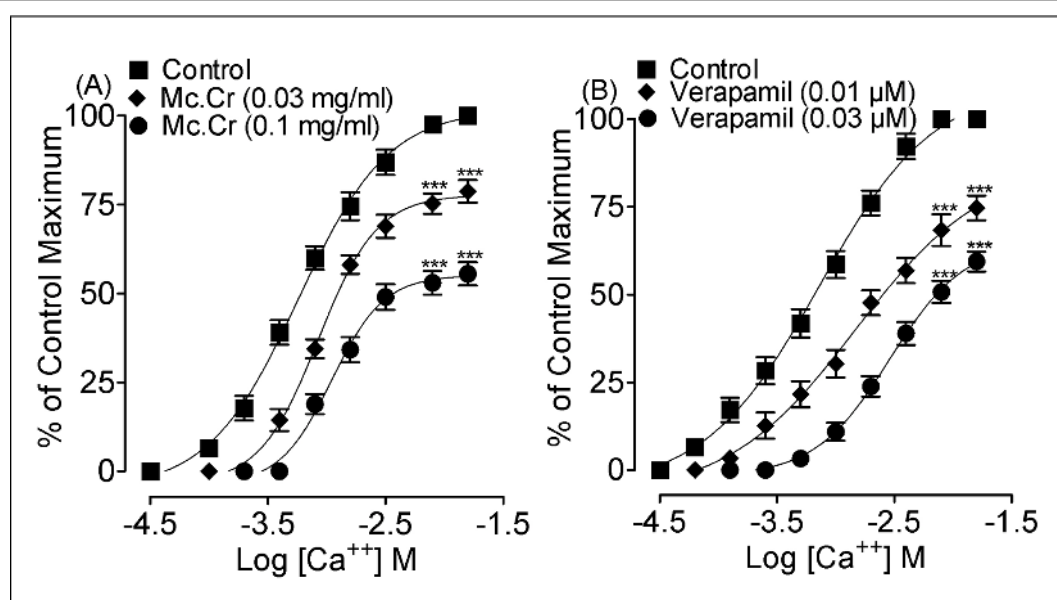 (A)
Control
Mc.Cr (0.03 mg/ml)
Mc.Cr (0.1 mg/ml)
100
75
50
25
0
% of Control Maximum
*** ***
*** ***
-4.5 -3.5 -2.5 -1.5
Log [Ca++] M
(B)
Control
Verapamil (0.01 µM)
Verapamil (0.03 µM)
100
75
50
25
0
% of Control Maximum
*** ***
*** ***
-4.5 -3.5 -2.5 -1.5
Log [Ca++] M